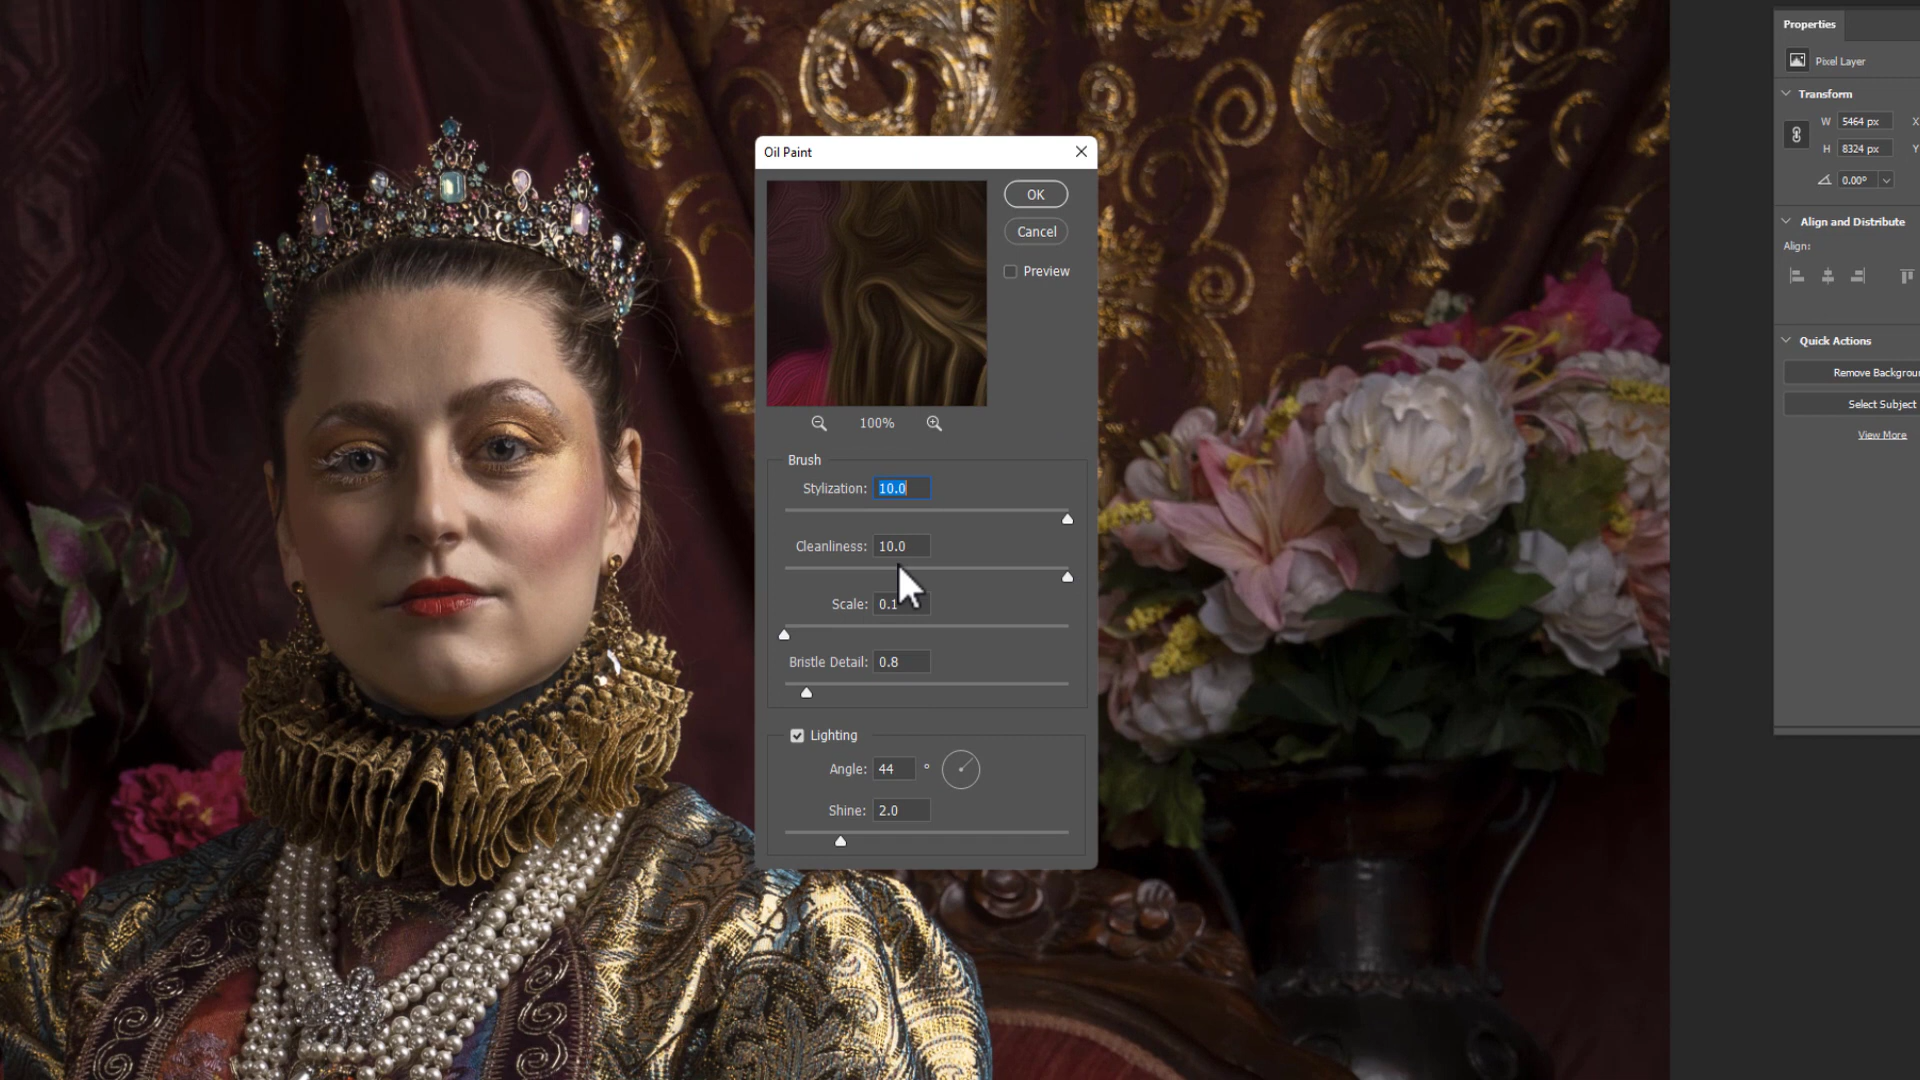 Oil Paint
OK
Cancel
Preview
100%
Brush
Stylization: 10.0
Cleanliness: 10.0
Scale: 0.1
Bristle Detail: 0.8
Lighting
Angle: 44 °
Shine: 2.0
Properties
Pixel Layer
Transform
W 5464 px X
H 8324 px Y
0.00°
Align and Distribute
Align:
Quick Actions
Remove
Select Subject
View More